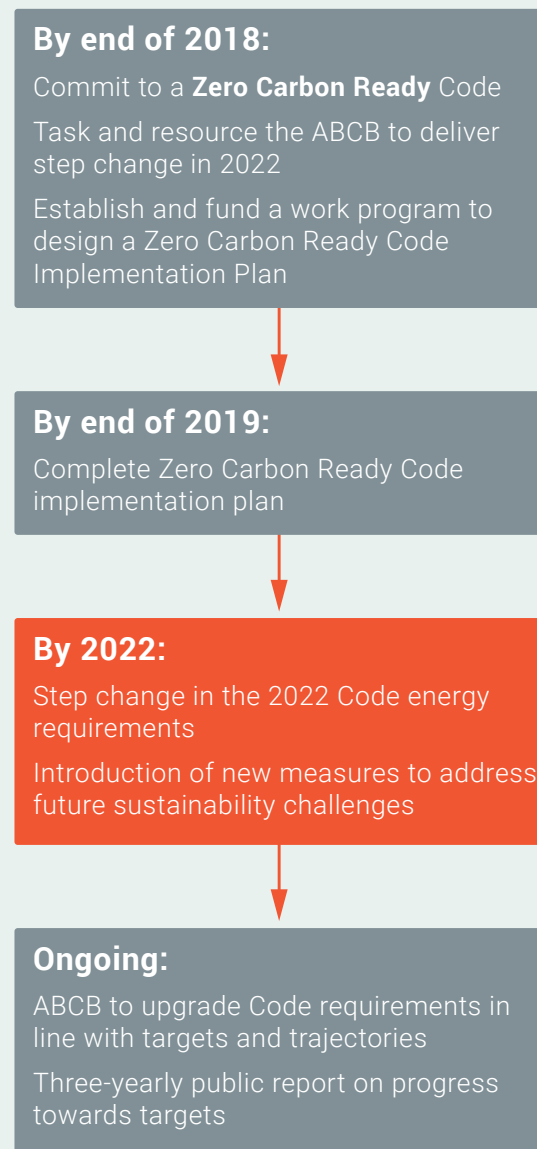 By end of 2018:
Commit to a Zero Carbon Ready Code
Task and resource the ABCB to deliver
step change in 2022
Establish and fund a work program to
design a Zero Carbon Ready Code
Implementation Plan
By end of 2019:
Complete Zero Carbon Ready Code
implementation plan
By 2022:
Step change in the 2022 Code energy
requirements
Introduction of new measures to address
future sustainability challenges
Ongoing:
ABCB to upgrade Code requirements in
line with targets and trajectories
Three-yearly public report on progress
towards targets